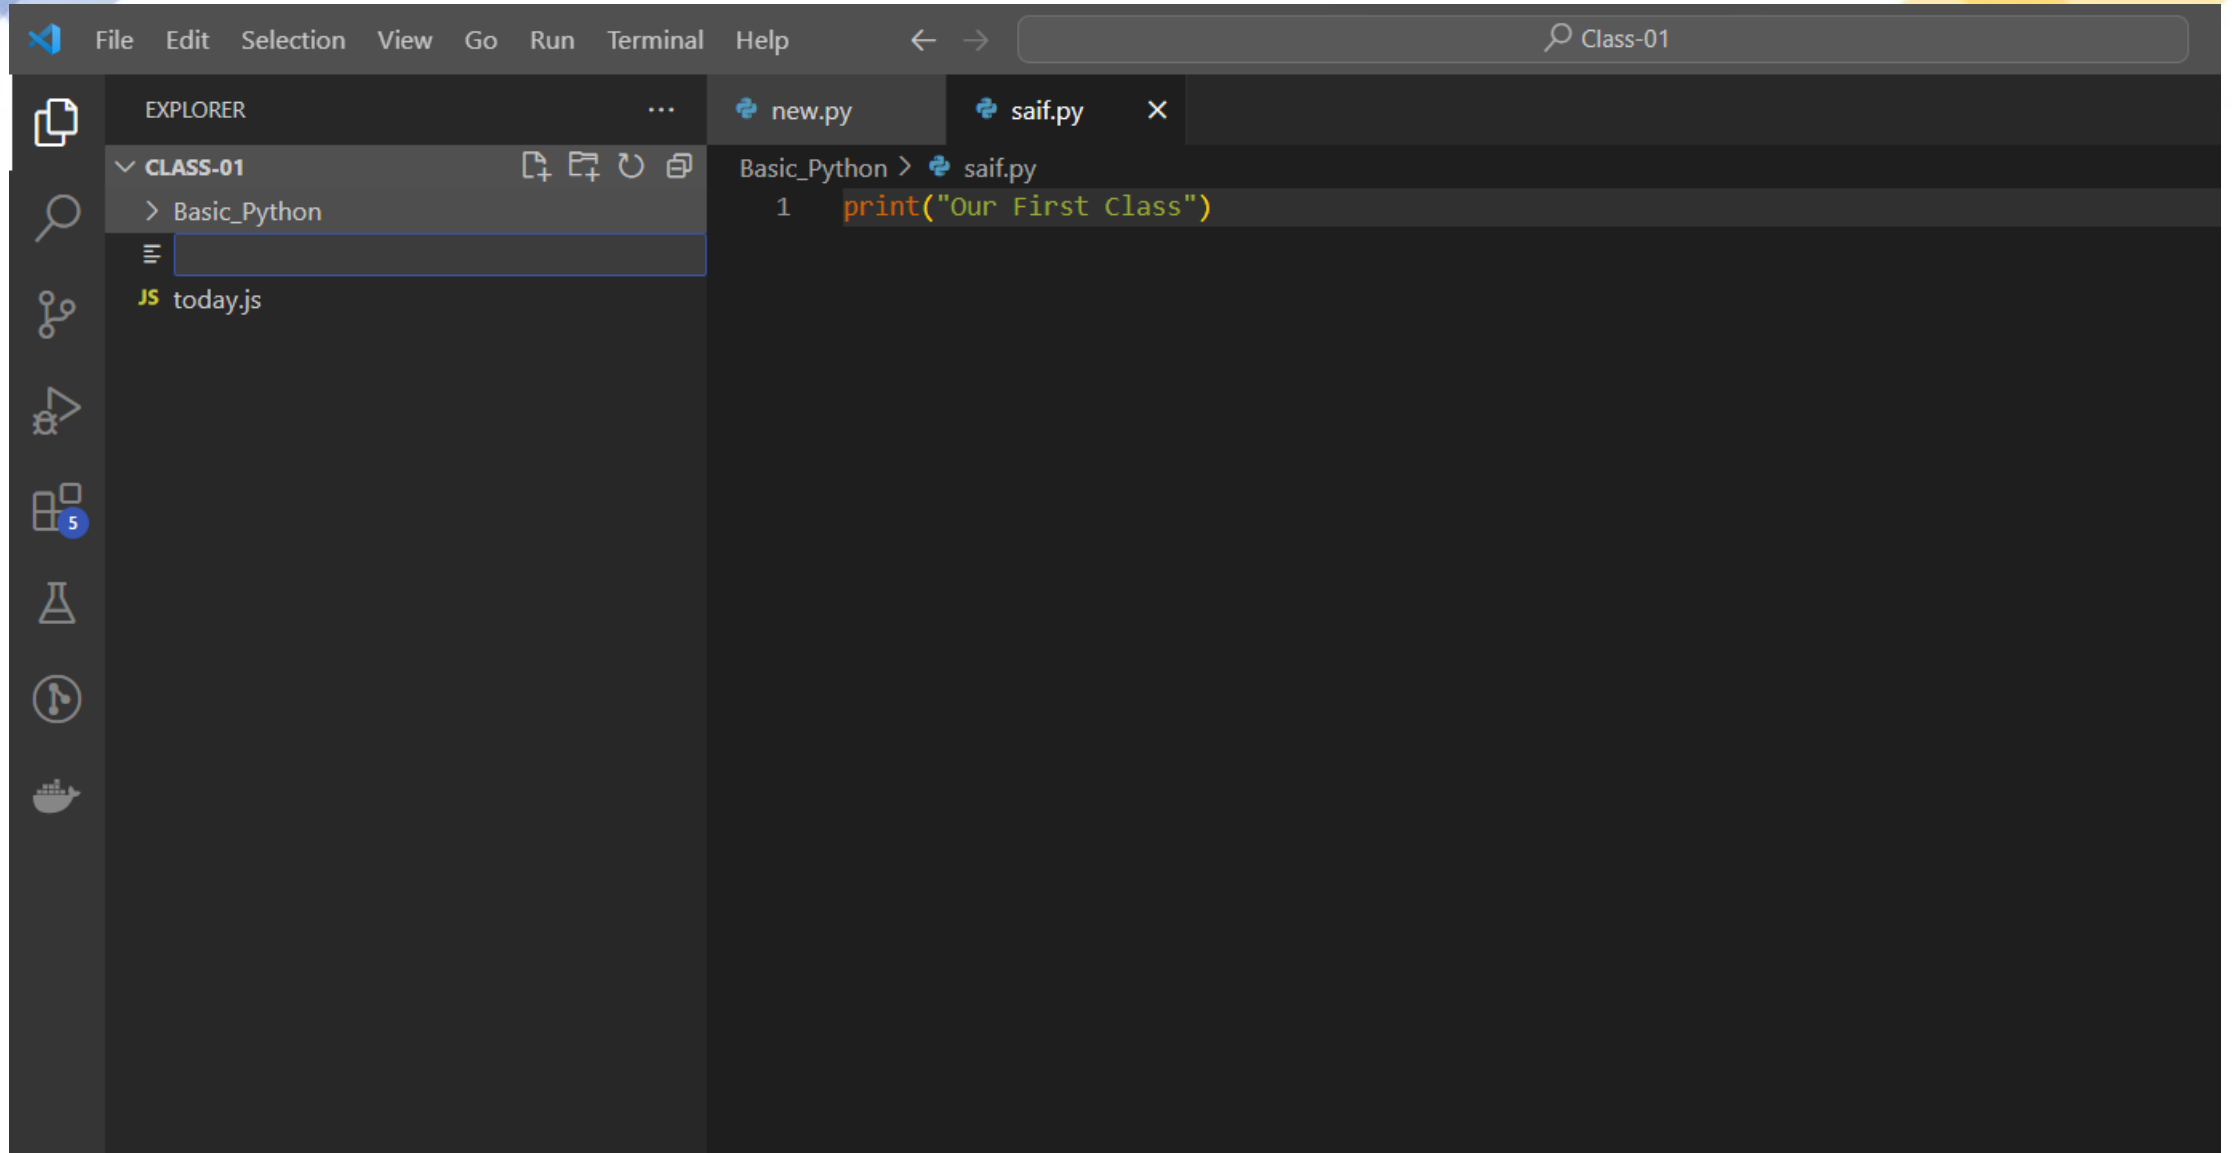 File Edit Selection View Go Run Terminal Help
Class-01
EXPLORER
CLASS-01
Basic_Python
JS today.js
5
new.py
saif.py
Basic_Python > saif.py
1 print("Our First Class")